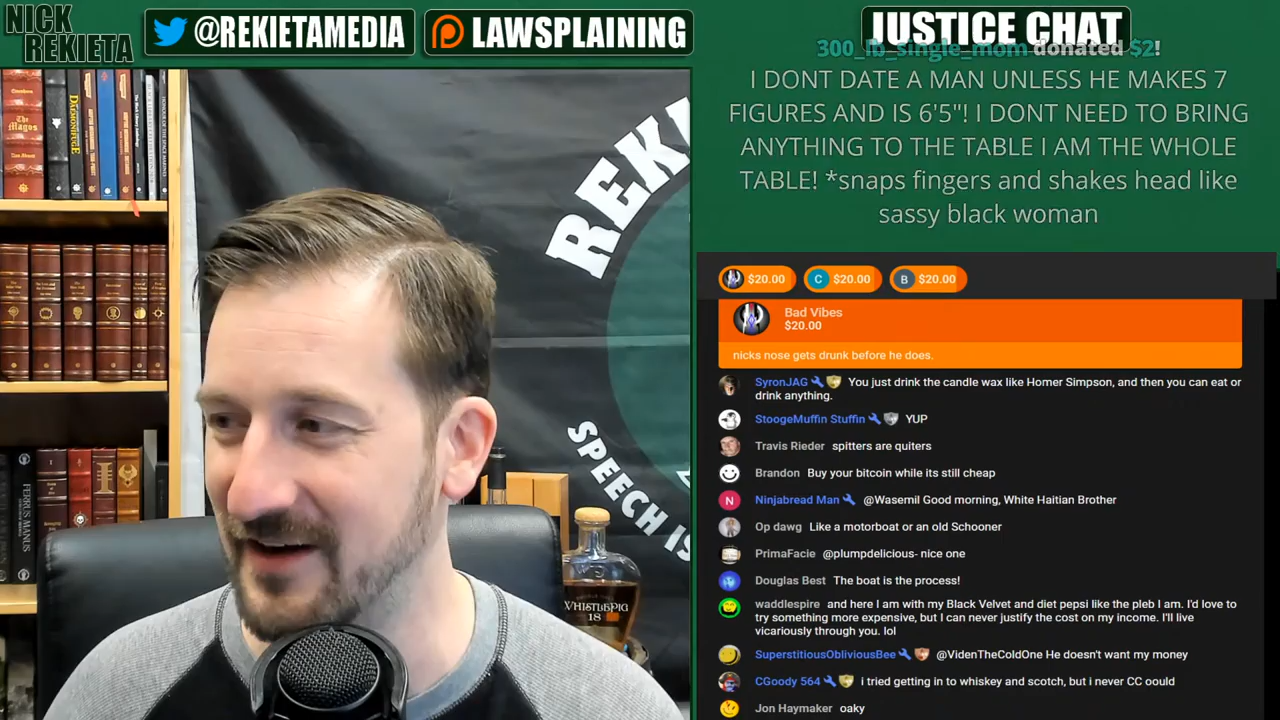 NICK
REKIETA
@REKIETAMEDIA
LAWSPLAINING
JUSTICE CHAT
300_lb_single_mom donated $2!
I DONT DATE A MAN UNLESS HE MAKES 7
FIGURES AND IS 6'5"! I DONT NEED TO BRING
ANYTHING TO THE TABLE I AM THE WHOLE
TABLE! *snaps fingers and shakes head like
sassy black woman
$20.00
C $20.00
B $20.00
Bad Vibes
$20.00
nicks nose gets drunk before he does.
SyronJAG You just drink the candle wax like Homer Simpson, and then you can eat or
drink anything.
StoogeMuffin Stuffin YUP
Travis Rieder spitters are quiters
Brandon Buy your bitcoin while its still cheap
N Ninjabread Man @Wasemil Good morning, White Haitian Brother
Op dawg Like a motorboat or an old Schooner
PrimaFacie @plumpdelicious- nice one
Douglas Best The boat is the process!
waddlespire and here I am with my Black Velvet and diet pepsi like the pleb I am. I'd love to
try something more expensive, but I can never justify the cost on my income. I'll live
vicariously through you. lol
SuperstitiousObliviousBee @VidenTheColdOne He doesn't want my money
CGoody 564 i tried getting in to whiskey and scotch, but i never CC oould
Jon Haymaker oaky
The
Magus
DAEMONIFUGE
REKI
SPEECH IS
FERRUS MANUS
WHISTLEPIG
18